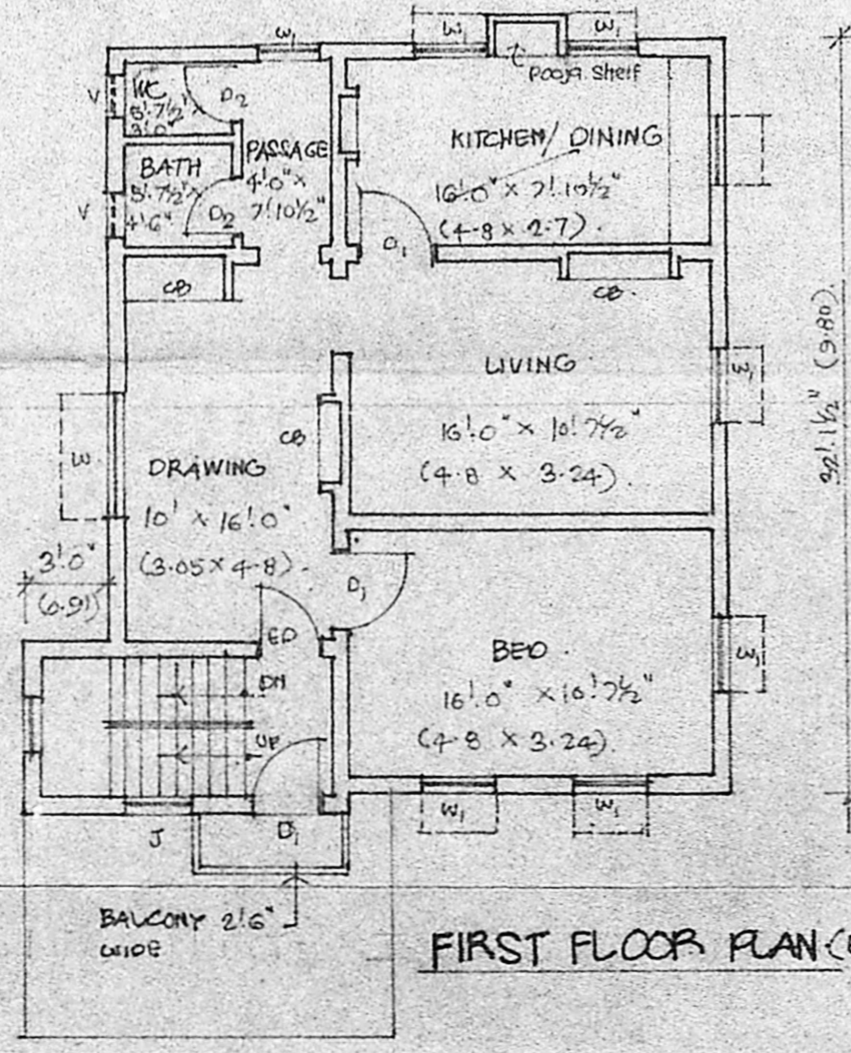 W₁
W₁
W₁
Pooja Shelf
V
WC
5'.7½" x
3'.0"
D₂
PASSAGE
4'.0" x
7'.10½"
KITCHEN/ DINING
16'.0" x 7'.10½"
(4.8 x 2.7).
BATH
5'.7½" x
4'.6"
D₂
V
D₁
CB
CB.
LIVING
16'.0" x 10'.7½"
(4.8 x 3.24).
W₁
32'.1½" (9.80).
W
CB
DRAWING
10' x 16'.0"
(3.05 x 4.8).
3'.0"
(0.91)
D₁
ED
DN
UP
BED.
16'.0" x 10'.7½"
(4.8 x 3.24).
W₁
W₁
W₁
J
D₁
BALCONY 2'.6"
WIDE
FIRST FLOOR PLAN